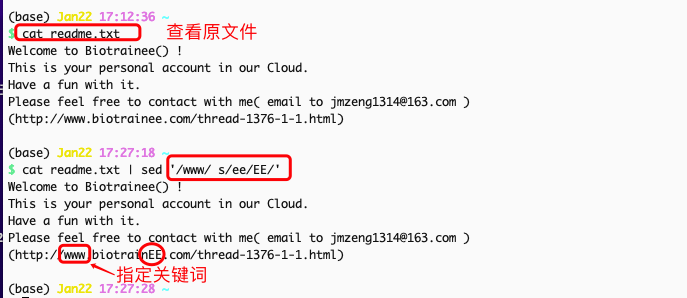 (base) Jan22 17:12:36 ~
$ cat readme.txt 查看原文件
Welcome to Biotrainee() !
This is your personal account in our Cloud.
Have a fun with it.
Please feel free to contact with me( email to jmzeng1314@163.com )
(http://www.biotrainee.com/thread-1376-1-1.html)
(base) Jan22 17:27:18 ~
$ cat readme.txt | sed '/www/ s/ee/EE/'
Welcome to Biotrainee() !
This is your personal account in our Cloud.
Have a fun with it.
Please feel free to contact with me( email to jmzeng1314@163.com )
(http://www.biotrainEE.com/thread-1376-1-1.html)
指定关键词
(base) Jan22 17:27:28 ~